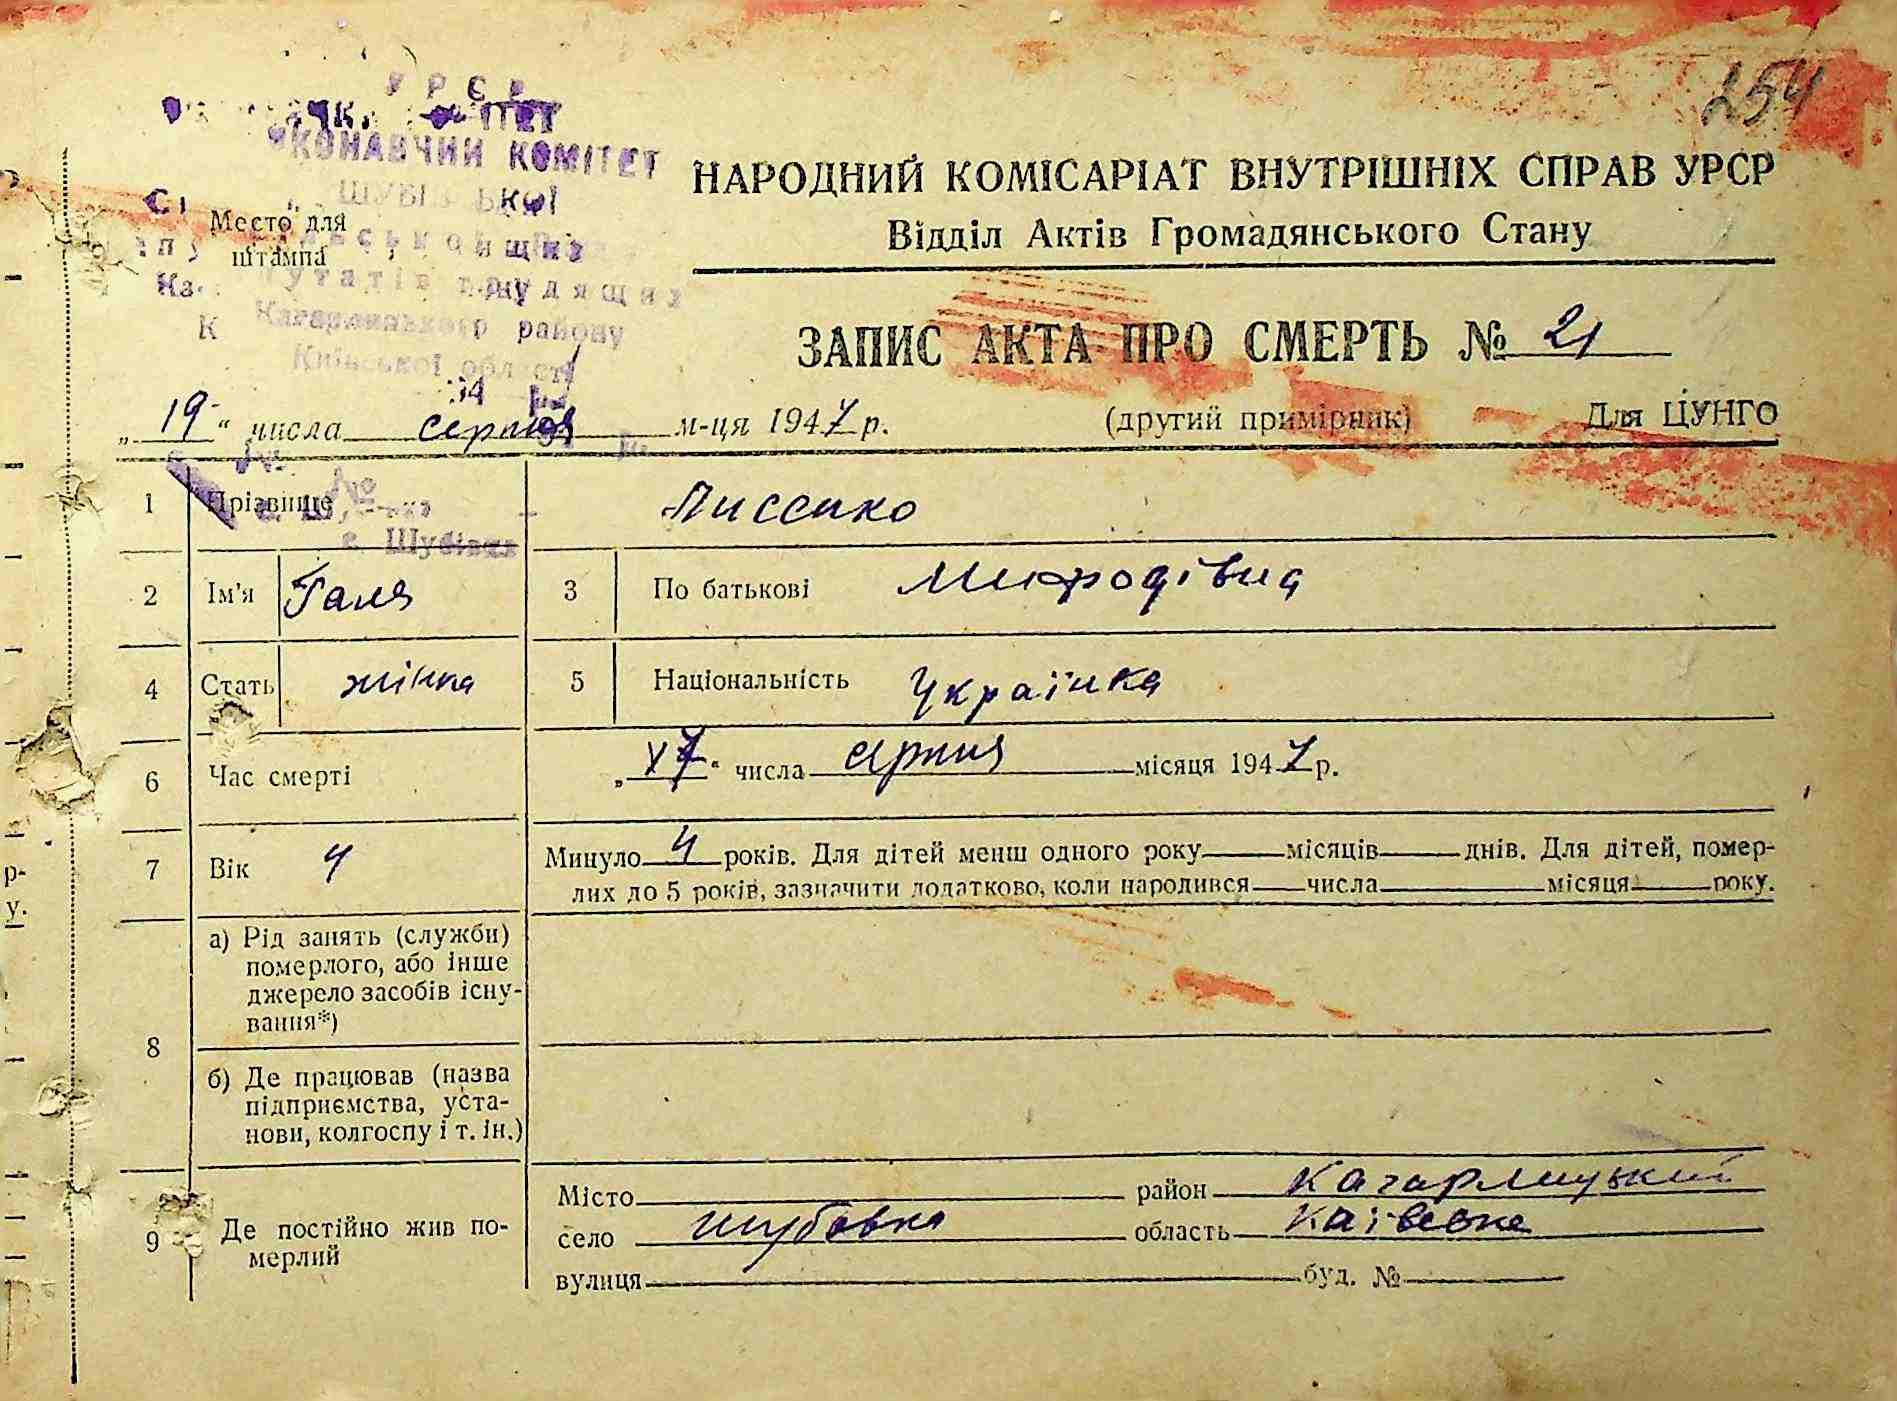 254
УРСР
КОНАВЧИЙ КОМІТЕТ
НАРОДНИЙ КОМІСАРІАТ ВНУТРІШНІХ СПРАВ УРСР
Відділ Актів Громадянського Стану
Место для
штампа
району
Київської області
ЗАПИС АКТА ПРО СМЕРТЬ № 21
„19“ числа серпня м-ця 1947 р. (другий примірник) Для ЦУНГО
1 Прізвище Лисенко
с. Шубівка
2 Ім'я Галя 3 По батькові Мефодівна
4 Стать жінка 5 Національність Українка
6 Час смерті „17“ числа серпня місяця 1947 р.
7 Вік 4 Минуло 4 років. Для дітей менш одного року місяців днів. Для дітей, помер-
лих до 5 років, зазначити додатково, коли народився числа місяця року.
8 а) Рід занять (служби)
померлого, або інше
джерело засобів існу-
вання*)
б) Де працював (назва
підприємства, уста-
нови, колгоспу і т. ін.)
9 Де постійно жив по-
мерлий
Місто район Кагарлицький
село шубовка область Каівевка
вулиця буд. №
р-
у.